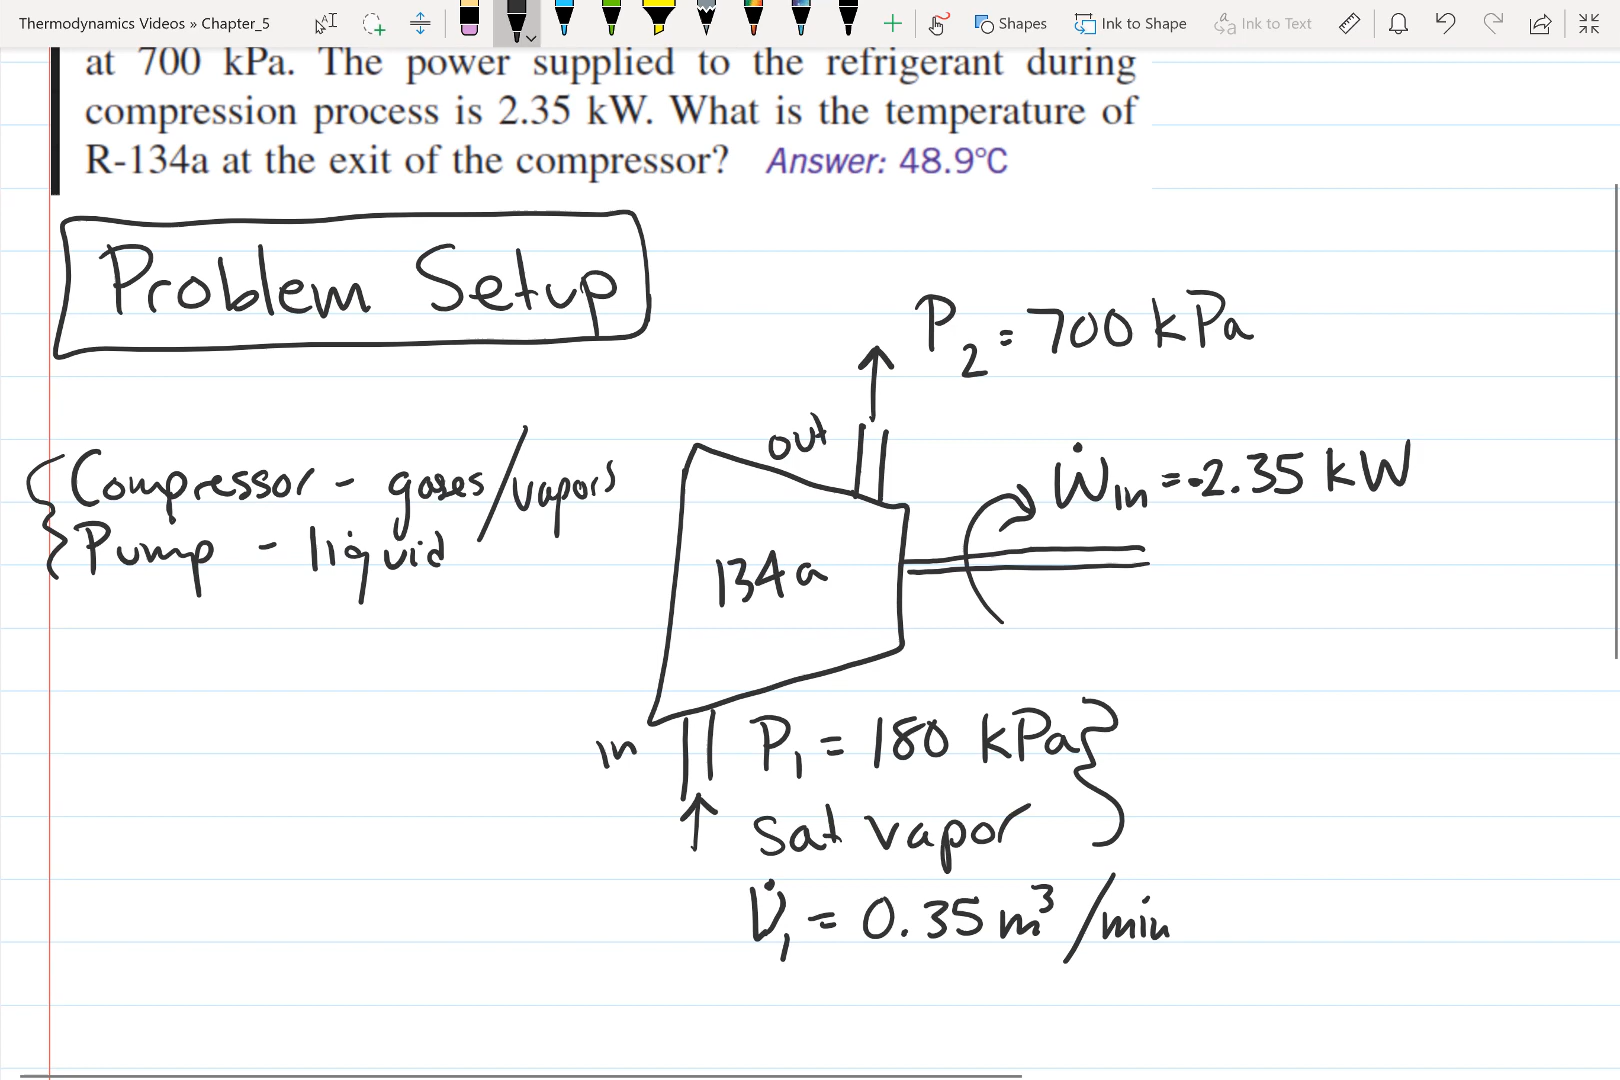 Thermodynamics Videos » Chapter_5 Shapes Ink to Shape Ink to Text
at 700 kPa. The power supplied to the refrigerant during
compression process is 2.35 kW. What is the temperature of
R-134a at the exit of the compressor? Answer: 48.9°C
Problem Setup
P₂ = 700 kPa
out
Compressor - gases/vapors
Ẇin = -2.35 kW
Pump - liquid
134a
in
P₁ = 180 kPa
sat vapor
V̇₁ = 0.35 m³/min